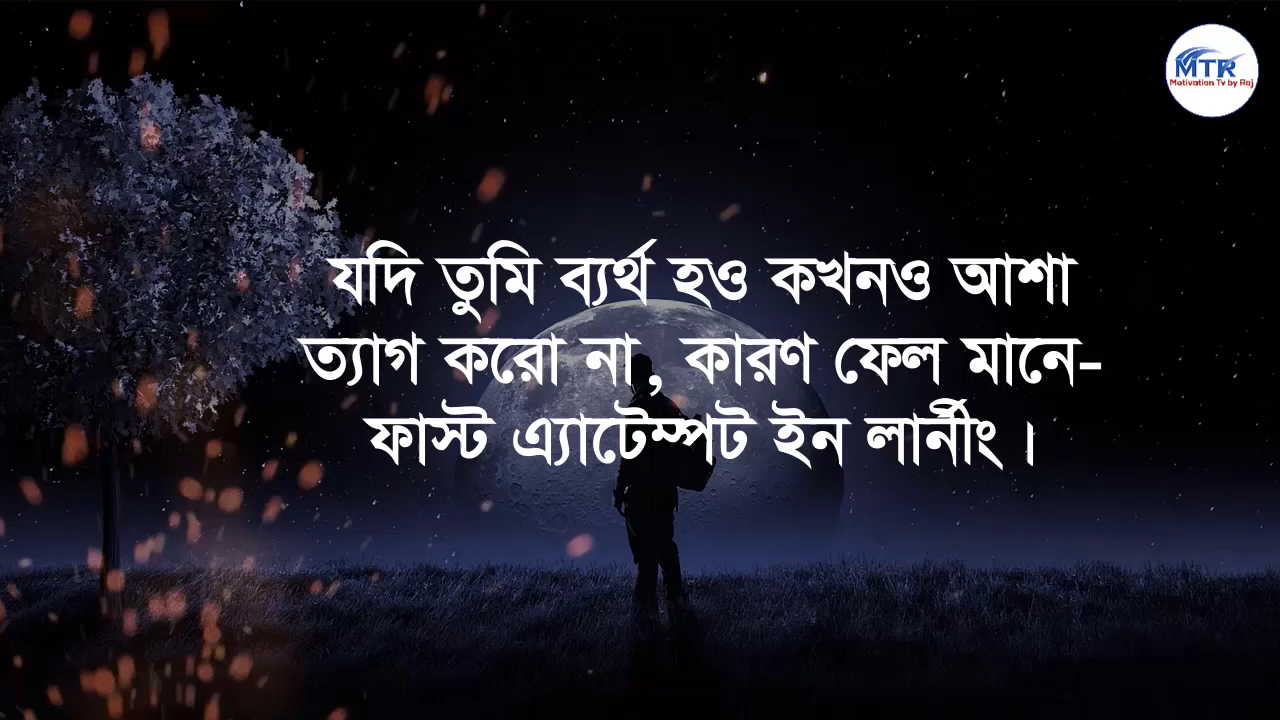 MTR
Motivation Tv by Raj
যদি তুমি ব্যর্থ হও কখনও আশা
ত্যাগ করো না, কারণ ফেল মানে-
ফার্স্ট এ্যাটেম্পট ইন লার্নীং।